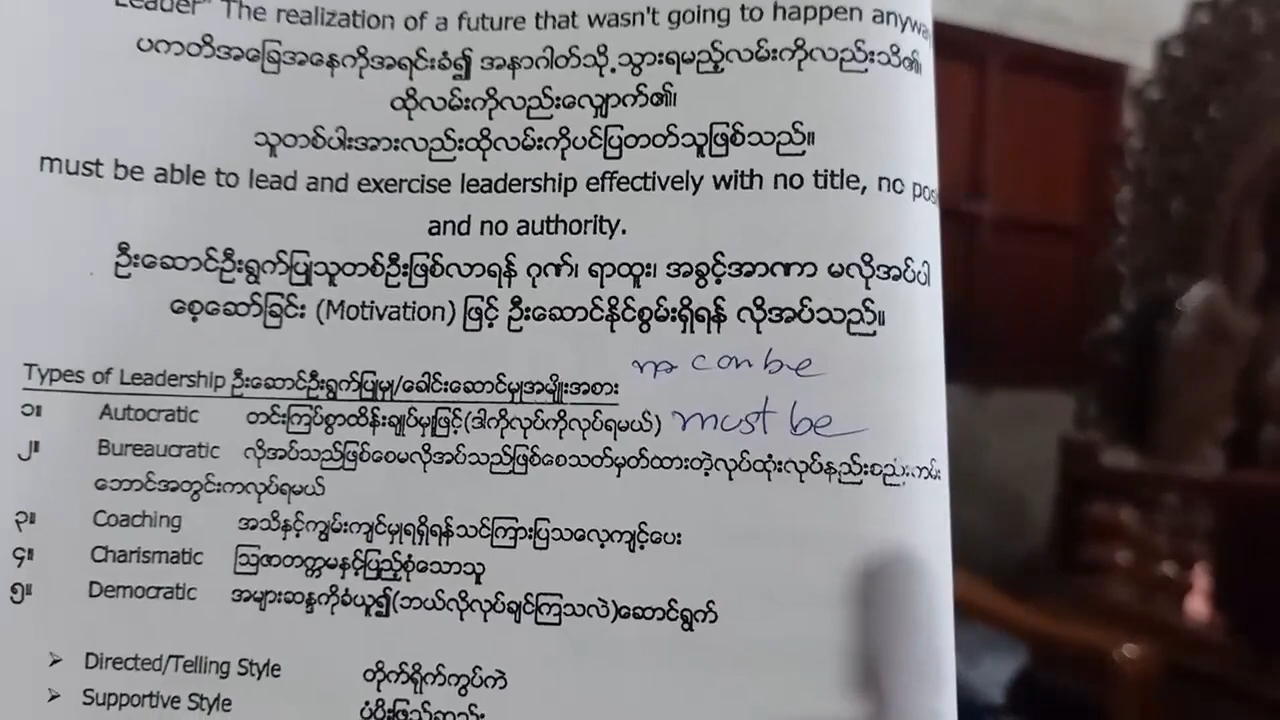 Leader" The realization of a future that wasn't going to happen anyway
ပကတိအခြေအနေကိုအရင်းခံ၍ အနာဂါတ်သို့သွားရမည့်လမ်းကိုလည်းသိ၏၊
ထိုလမ်းကိုလည်းလျှောက်၏၊
သူတစ်ပါးအားလည်းထိုလမ်းကိုပင်ပြတတ်သူဖြစ်သည်။
must be able to lead and exercise leadership effectively with no title, no
and no authority.
ဦးဆောင်ဦးရွက်ပြုသူတစ်ဦးဖြစ်လာရန် ဂုဏ်၊ ရာထူး၊ အခွင့်အာဏာ မလိုအပ်ပါ
စေ့ဆော်ခြင်း (Motivation) ဖြင့် ဦးဆောင်နိုင်စွမ်းရှိရန် လိုအပ်သည်။
can be
Types of Leadership ဦးဆောင်ဦးရွက်ပြုမှု/ခေါင်းဆောင်မှုအမျိုးအစား
၁။ Autocratic တင်းကြပ်စွာထိန်းချုပ်မှုဖြင့်(ဒါကိုလုပ်ကိုလုပ်ရမယ်) must be
၂။ Bureaucratic လိုအပ်သည်ဖြစ်စေမလိုအပ်သည်ဖြစ်စေသတ်မှတ်ထားတဲ့လုပ်ထုံးလုပ်နည်းစည်းကမ်း
ဘောင်အတွင်းကလုပ်ရမယ်
၃။ Coaching အသိနှင့်ကျွမ်းကျင်မှုရရှိရန်သင်ကြားပြသလေ့ကျင့်ပေး
၄။ Charismatic ဩဇာတိက္ကမနှင့်ပြည့်စုံသောသူ
၅။ Democratic အများဆန္ဒကိုခံယူ၍(ဘယ်လိုလုပ်ချင်ကြသလဲ)ဆောင်ရွက်
➢ Directed/Telling Style တိုက်ရိုက်ကွပ်ကဲ
➢ Supportive Style